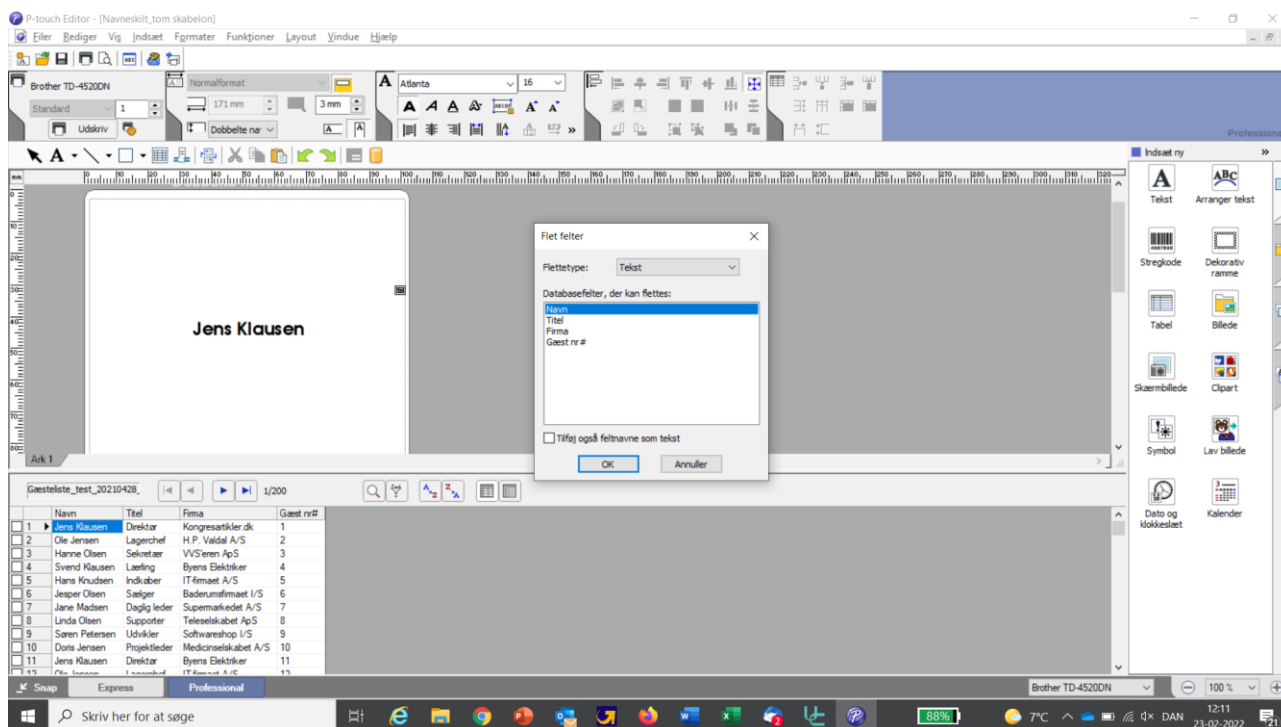 P-touch Editor - [Navneskilt_tom skabelon]
Filer Rediger Vis Indsæt Formater Funktioner Layout Vindue Hjælp
Brother TD-4520DN
Normalformat
Atlanta
16
Standard
1
171 mm
3 mm
Udskriv
Dobbelte na
Professional
Indsæt ny
Tekst
Arranger tekst
Stregkode
Dekorativ
ramme
Tabel
Billede
Skærmbillede
Clipart
Symbol
Lav billede
Dato og
klokkeslæt
Kalender
Jens Klausen
Flet felter
Flettetype:
Tekst
Databasefelter, der kan flettes:
Navn
Titel
Firma
Gæst nr#
Tilføj også feltnavne som tekst
OK
Annuller
Ark 1
Gæsteliste_test_20210428_
1/200
Navn Titel Firma Gæst nr#
1 Jens Klausen Direktør Kongresartikler.dk 1
2 Ole Jensen Lagerchef H.P. Valdal A/S 2
3 Hanne Olsen Sekretær VVS'eren ApS 3
4 Svend Klausen Lærling Byens Elektriker 4
5 Hans Knudsen Indkøber IT-firmaet A/S 5
6 Jesper Olsen Sælger Baderumsfirmaet I/S 6
7 Jane Madsen Daglig leder Supermarkedet A/S 7
8 Linda Olsen Supporter Teleselskabet ApS 8
9 Søren Petersen Udvikler Softwareshop I/S 9
10 Doris Jensen Projektleder Medicinselskabet A/S 10
11 Jens Klausen Direktør Byens Elektriker 11
12 Ole Jensen Lagerchef IT-firmaet A/S 12
Snap
Express
Professional
Brother TD-4520DN
100 %
Skriv her for at søge
88%
7°C
DAN
12:11
23-02-2022